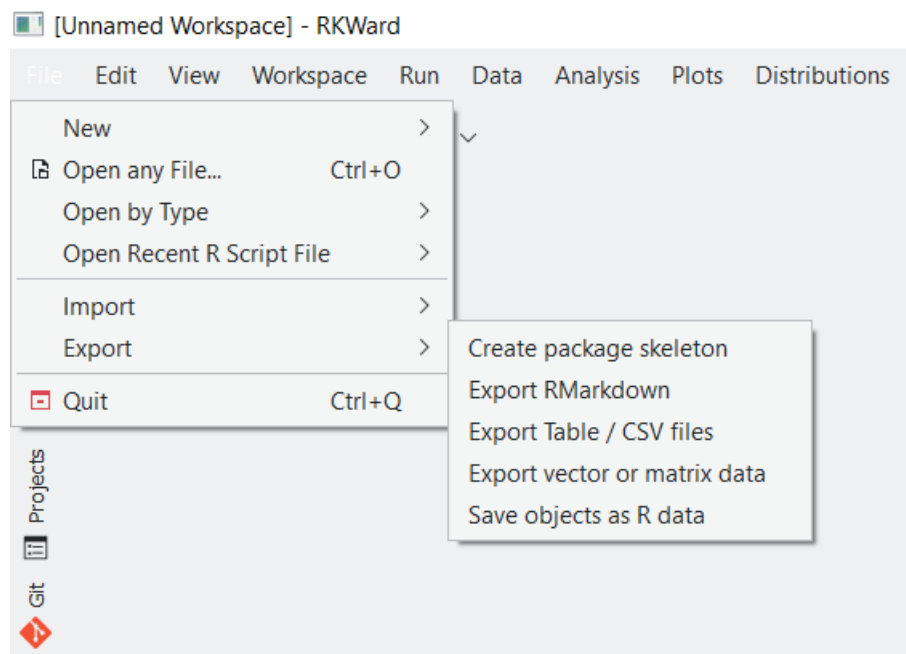 [Unnamed Workspace] - RKWard
File Edit View Workspace Run Data Analysis Plots Distributions
New
Open any File... Ctrl+O
Open by Type
Open Recent R Script File
Import
Export
Quit Ctrl+Q
Create package skeleton
Export RMarkdown
Export Table / CSV files
Export vector or matrix data
Save objects as R data
Projects
Git